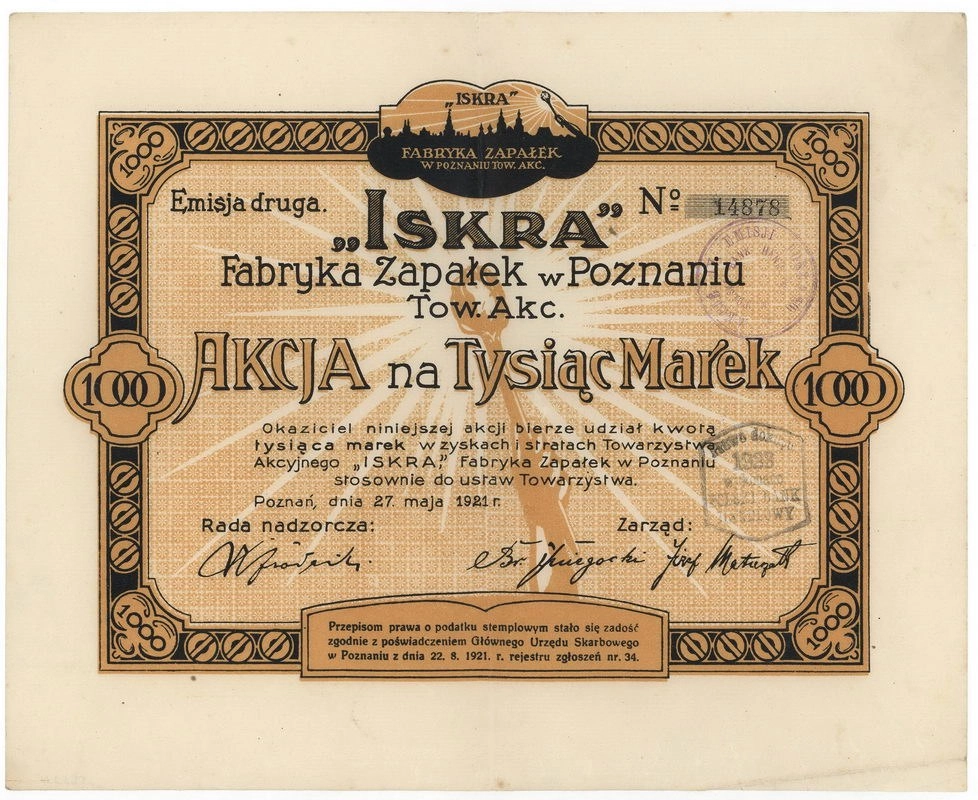 „ISKRA”
FABRYKA ZAPAŁEK
W POZNANIU TOW. AKC.
1000
1000
Emisja druga.
No 14878
„ISKRA”
Fabryka Zapałek w Poznaniu
Tow. Akc.
AKCJA na Tysiąc Marek
1000
1000
Okaziciel niniejszej akcji bierze udział kwotą
tysiąca marek w zyskach i stratach Towarzystwa
Akcyjnego „ISKRA”, Fabryka Zapałek w Poznaniu
stosownie do ustaw Towarzystwa.
Poznań, dnia 27. maja 1921 r.
Rada nadzorcza:
Zarząd:
1000
1000
Przepisom prawa o podatku stemplowym stało się zadość
zgodnie z poświadczeniem Głównego Urzędu Skarbowego
w Poznaniu z dnia 22. 8. 1921. r. rejestru zgłoszeń nr. 34.